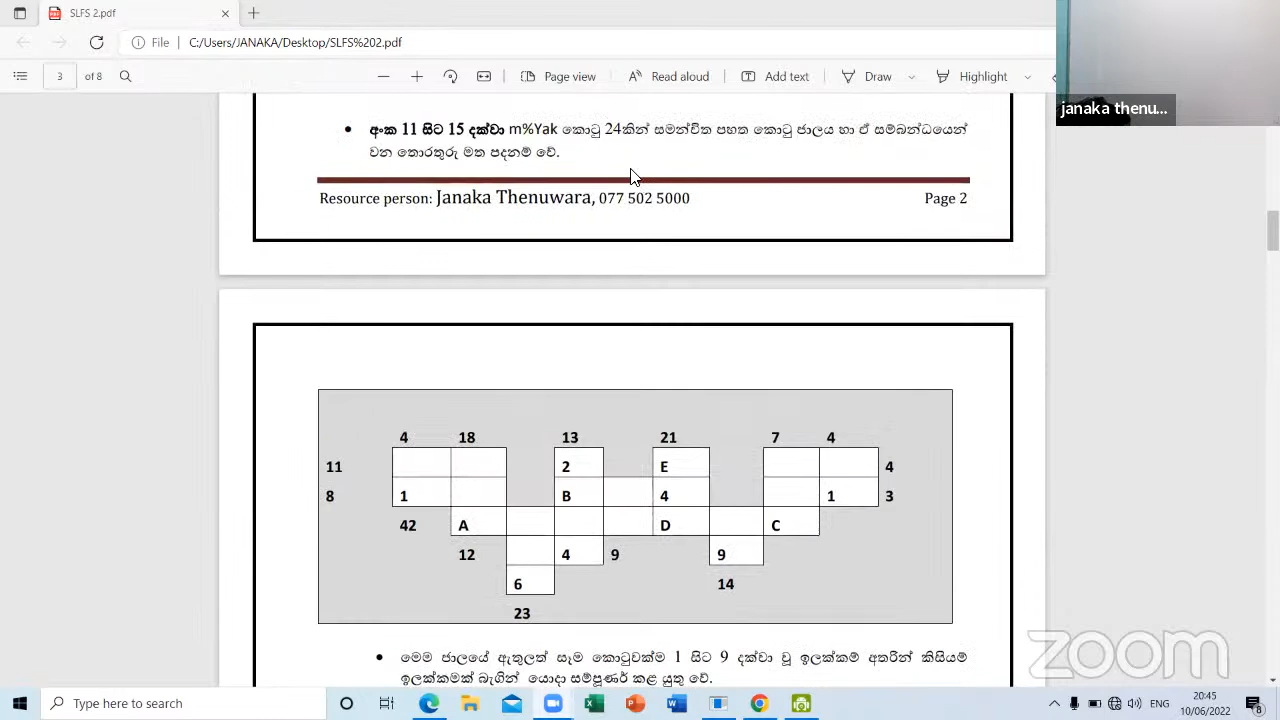 SLFS 2.pdf
File C:/Users/JANAKA/Desktop/SLFS%202.pdf
3 of 8 Page view Read aloud Add text Draw Highlight
janaka thenu...
• අංක 11 සිට 15 දක්වා m%Yak කොටු 24කින් සමන්විත පහත කොටු ජාලය හා ඒ සම්බන්ධයෙන්
වන තොරතුරු මත පදනම් වේ.
Resource person: Janaka Thenuwara, 077 502 5000 Page 2
4 18 13 21 7 4
11 2 E 4
8 1 B 4 1 3
42 A D C
12 4 9 9
6 14
23
• මෙම ජාලයේ ඇතුලත් සෑම කොටුවක්ම 1 සිට 9 දක්වා වූ ඉලක්කම් අතරින් කිසියම්
ඉලක්කමක් බැගින් යොදා සම්පූණර් කළ යුතු වේ.
zoom
Type here to search
ENG
20:45
10/06/2022
8